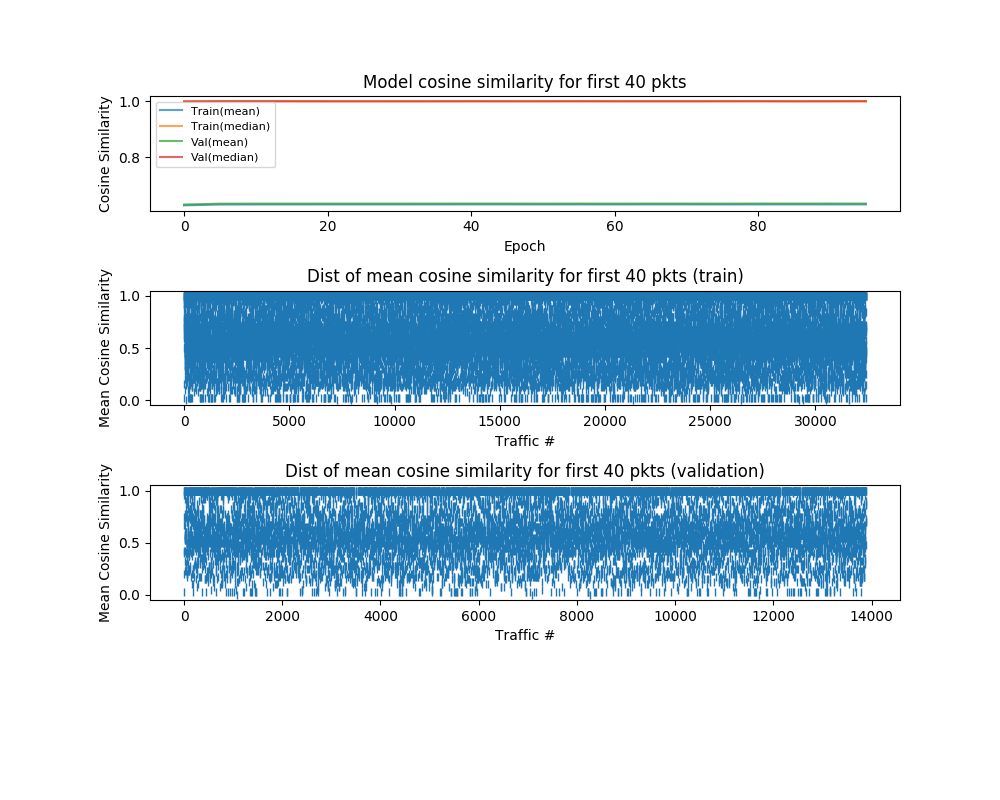 Model cosine similarity for first 40 pkts
Cosine Similarity
1.0
0.8
Train(mean)
Train(median)
Val(mean)
Val(median)
0 20 40 60 80
Epoch
Dist of mean cosine similarity for first 40 pkts (train)
Mean Cosine Similarity
1.0
0.5
0.0
0 5000 10000 15000 20000 25000 30000
Traffic #
Dist of mean cosine similarity for first 40 pkts (validation)
Mean Cosine Similarity
1.0
0.5
0.0
0 2000 4000 6000 8000 10000 12000 14000
Traffic #